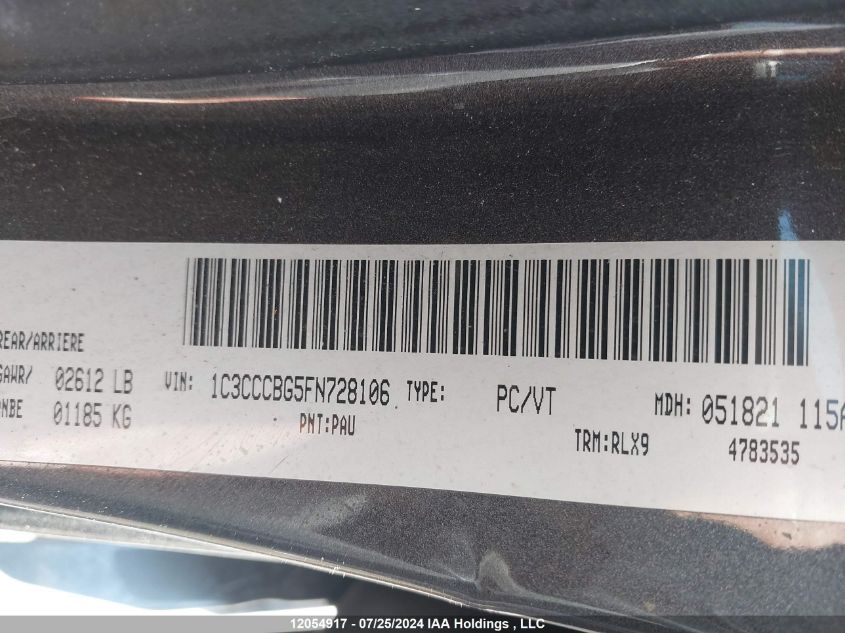 REAR/ARRIERE
GAWR/ 02612 LB VIN: 1C3CCCBG5FN728106 TYPE: PC/VT MDH: 051821 115A
PNBE 01185 KG PNT:PAU TRM:RLX9 4783535
12054917 - 07/25/2024 IAA Holdings , LLC